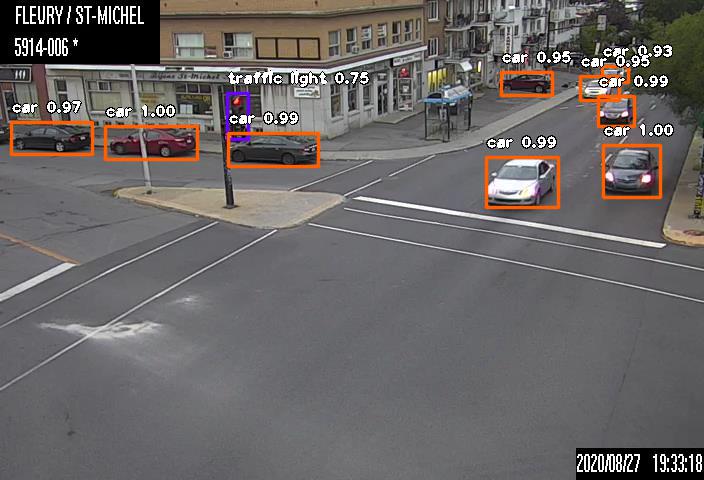 FLEURY / ST-MICHEL
5914-006 *
car 0.95
car 0.93
car 0.95
traffic light 0.75
car 0.99
car 0.97
car 1.00
car 0.99
car 1.00
car 0.99
2020/08/27 19:33:18